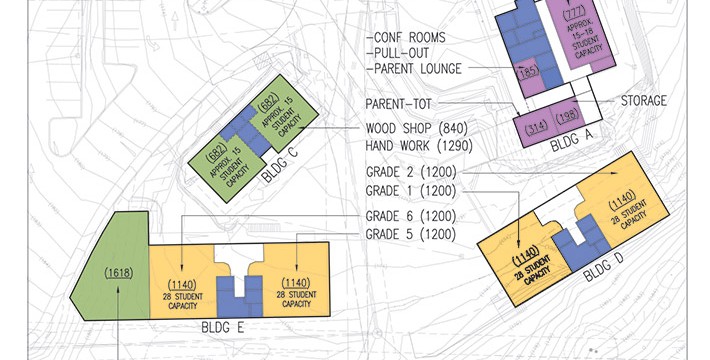 (777)
APPROX.
15-18
STUDENT
CAPACITY
-CONF ROOMS
-PULL-OUT
-PARENT LOUNGE
(185)
PARENT-TOT
STORAGE
(314)
(198)
BLDG A
WOOD SHOP (840)
HAND WORK (1290)
(682)
APPROX. 15
STUDENT
CAPACITY
(682)
APPROX. 15
STUDENT
CAPACITY
BLDG C
GRADE 2 (1200)
GRADE 1 (1200)
GRADE 6 (1200)
GRADE 5 (1200)
(1140)
28 STUDENT
CAPACITY
(1140)
28 STUDENT
CAPACITY
BLDG D
(1618)
(1140)
28 STUDENT
CAPACITY
(1140)
28 STUDENT
CAPACITY
BLDG E